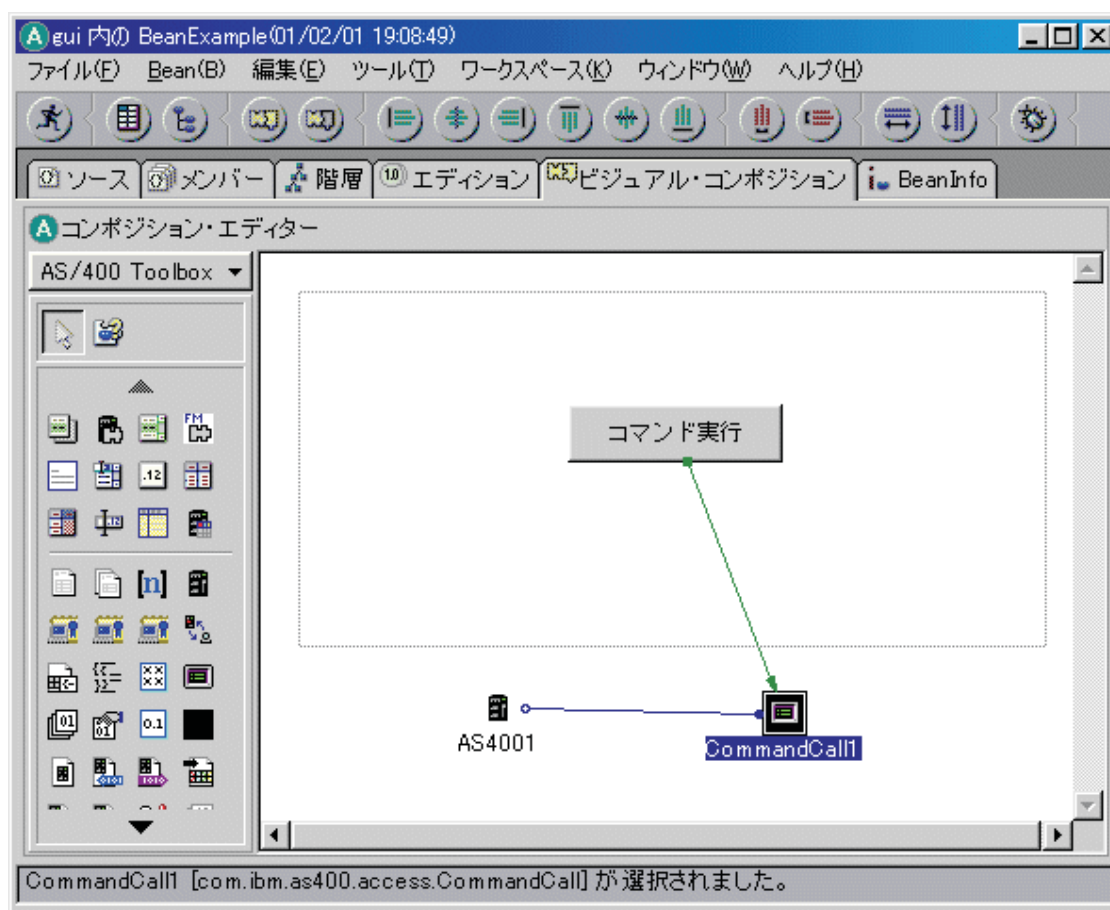 gui 内の BeanExample(01/02/01 19:08:49)
ファイル(F) Bean(B) 編集(E) ツール(T) ワークスペース(K) ウィンドウ(W) ヘルプ(H)
ソース メンバー 階層 1.0 エディション ビジュアル・コンポジション BeanInfo
A コンポジション・エディター
AS/400 Toolbox
FM
.12
コマンド実行
[n]
AS4001
CommandCall1
CommandCall1 [com.ibm.as400.access.CommandCall] が選択されました。